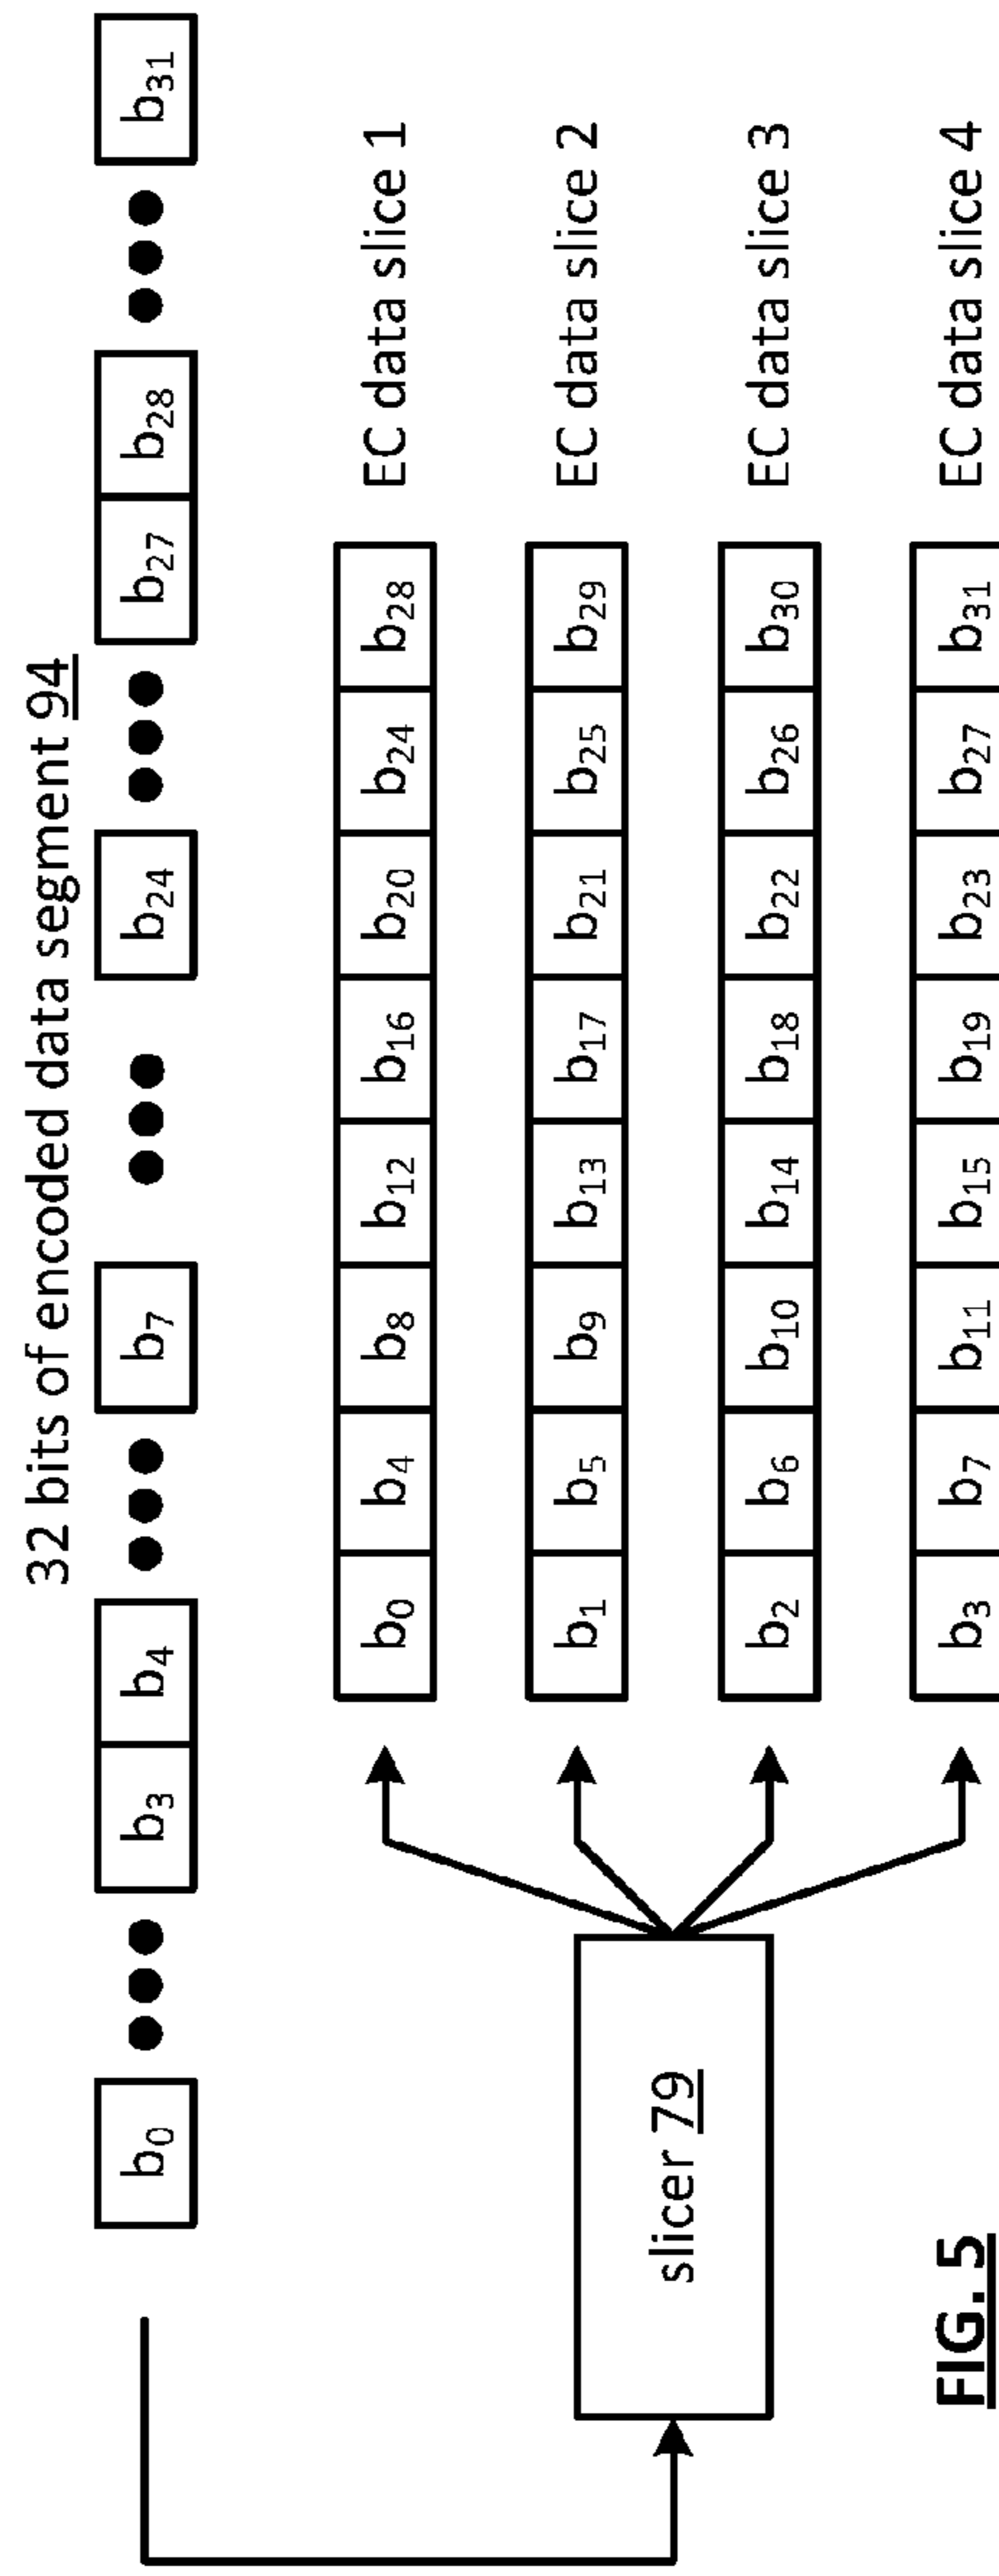 32 bits of encoded data segment 94
b0 ●●● b3 b4 ●●● b7 ●●● b24 ●●● b27 b28 ●●● b31
b0 b4 b8 b12 b16 b20 b24 b28 EC data slice 1
b1 b5 b9 b13 b17 b21 b25 b29 EC data slice 2
slicer 79
b2 b6 b10 b14 b18 b22 b26 b30 EC data slice 3
b3 b7 b11 b15 b19 b23 b27 b31 EC data slice 4
FIG. 5